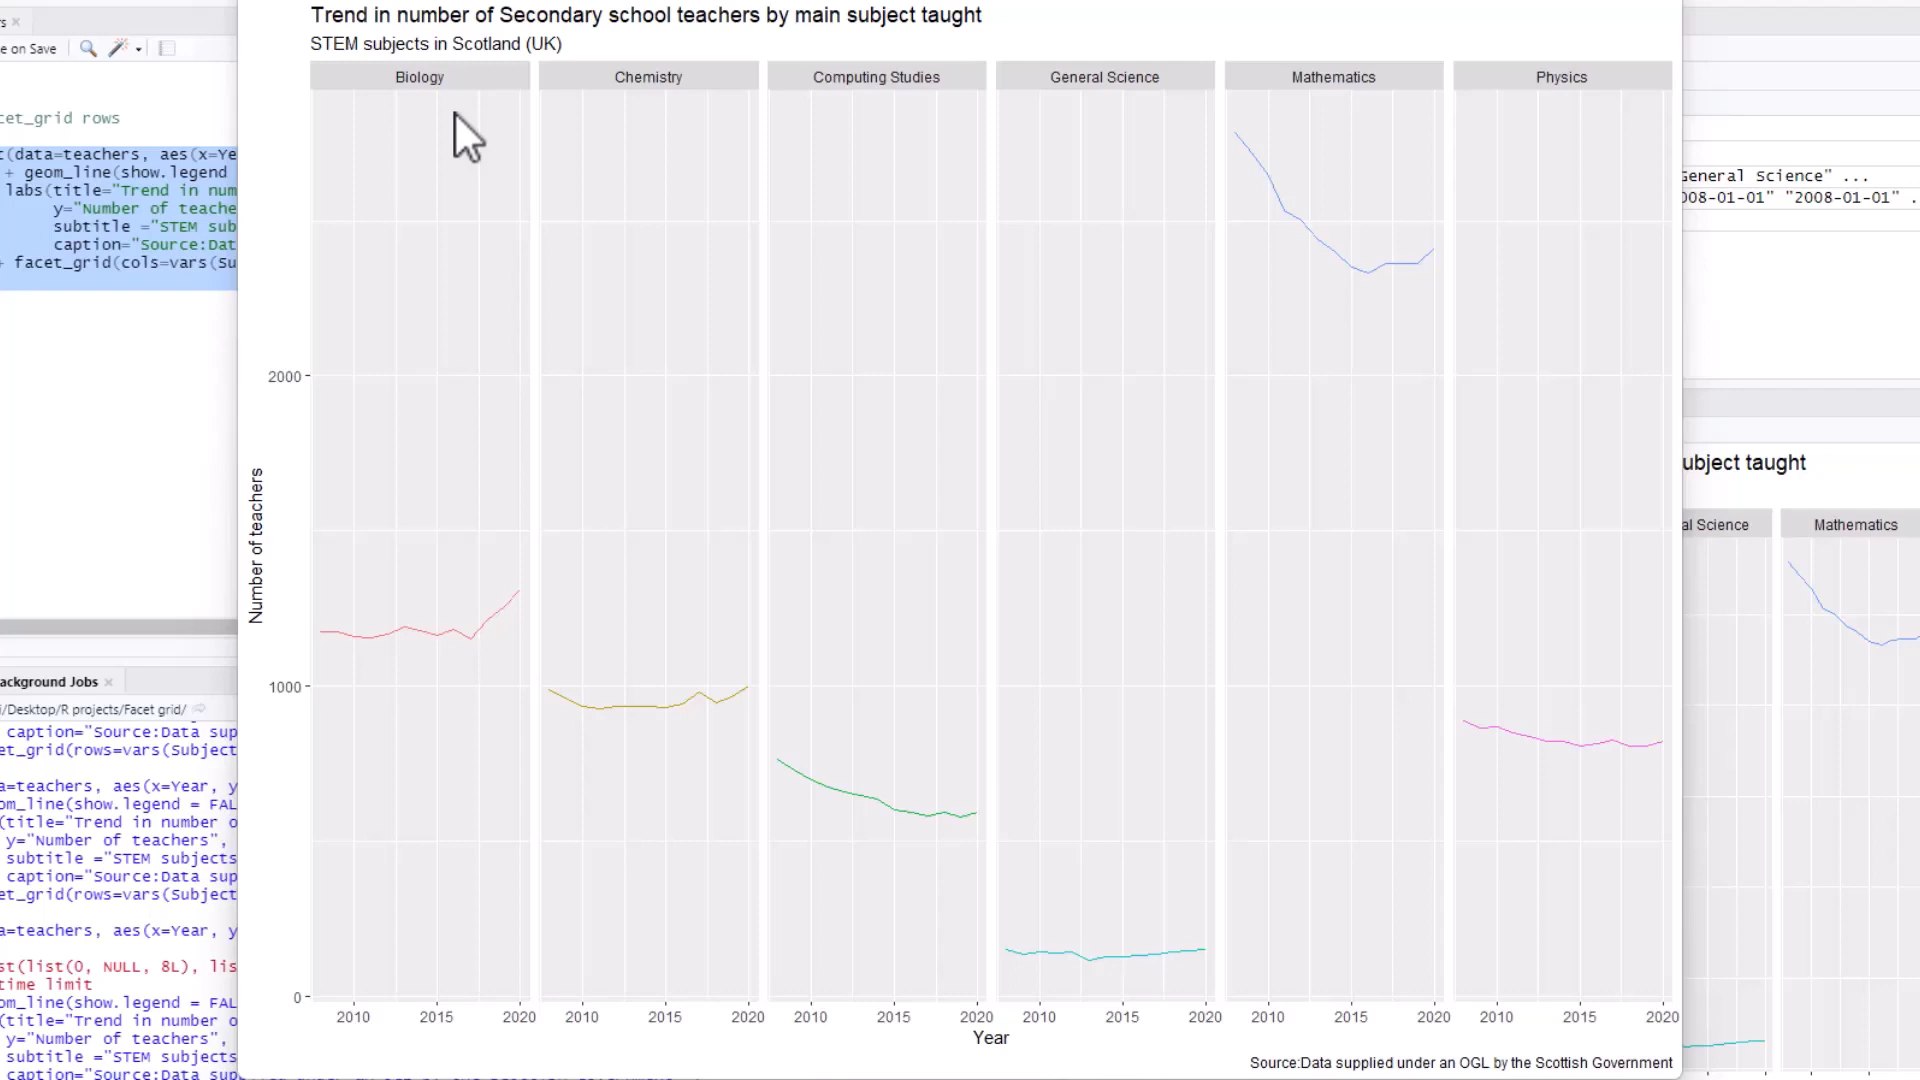 Trend in number of Secondary school teachers by main subject taught
STEM subjects in Scotland (UK)
Biology Chemistry Computing Studies General Science Mathematics Physics
2000
1000
0
Number of teachers
2010 2015 2020 2010 2015 2020 2010 2015 2020 2010 2015 2020 2010 2015 2020 2010 2015 2020
Year
Source:Data supplied under an OGL by the Scottish Government
e on Save
cet_grid rows
(data=teachers, aes(x=Ye
+ geom_line(show.legend
labs(title="Trend in num
y="Number of teache
subtitle ="STEM sub
caption="Source:Dat
+ facet_grid(cols=vars(Su
ackground Jobs
i/Desktop/R projects/Facet grid/
caption="Source:Data sup
et_grid(rows=vars(Subject
a=teachers, aes(x=Year, y
om_line(show.legend = FAL
(title="Trend in number o
y="Number of teachers",
subtitle ="STEM subjects
caption="Source:Data sup
et_grid(rows=vars(Subject
a=teachers, aes(x=Year, y
st(list(0, NULL, 8L), lis
time limit
om_line(show.legend = FAL
(title="Trend in number o
y="Number of teachers",
subtitle ="STEM subjects
caption="Source:Data sup
General Science" ...
008-01-01" "2008-01-01" .
ubject taught
al Science Mathematics